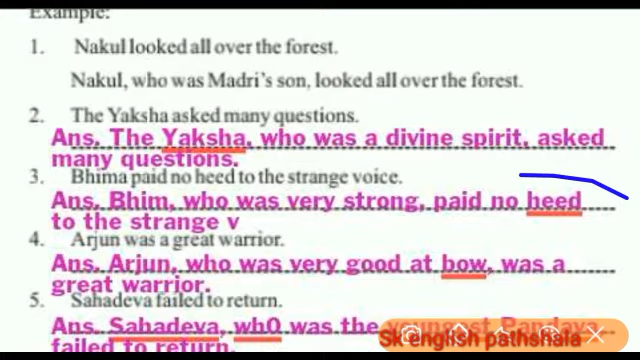 Example:
1. Nakul looked all over the forest.
Nakul, who was Madri's son, looked all over the forest.
2. The Yaksha asked many questions.
Ans. The Yaksha, who was a divine spirit, asked
many questions.
3. Bhima paid no heed to the strange voice.
Ans. Bhim, who was very strong, paid no heed
to the strange v
4. Arjun was a great warrior.
Ans. Arjun, who was very good at bow, was a
great warrior.
5. Sahadeva failed to return.
Ans. Sahadeva, wh0 was the
Sk english pathshala
failed to return.